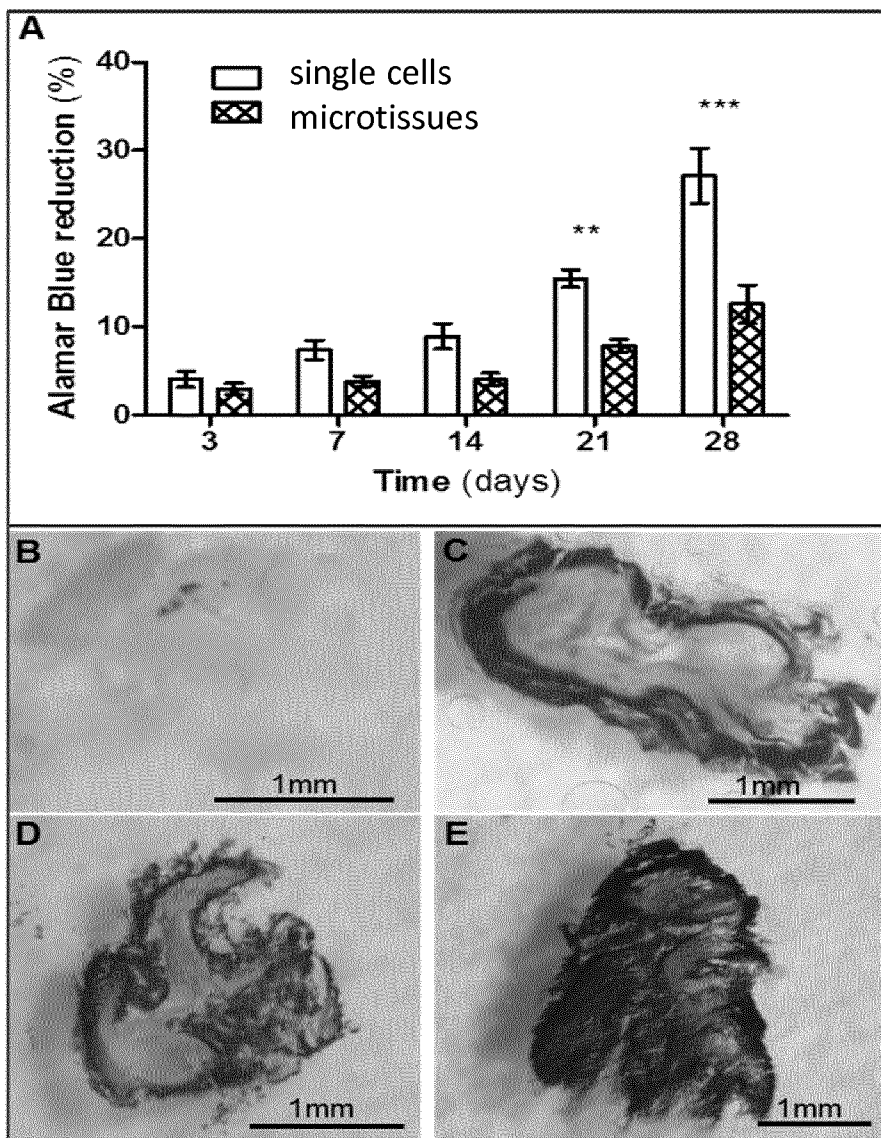 A
Alamar Blue reduction (%)
40
30
20
10
0
single cells
microtissues
**
***
3 7 14 21 28
Time (days)
B
1mm
C
1mm
D
1mm
E
1mm